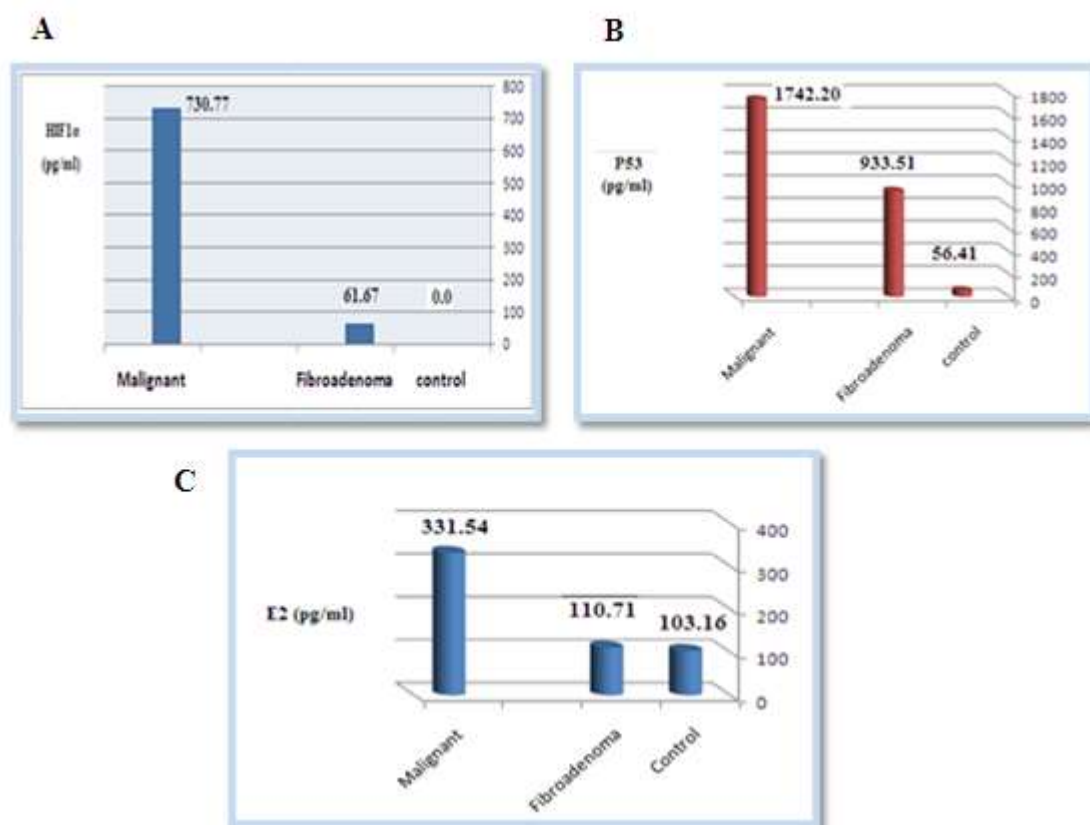 A
HIF1α
(pg/ml)
730.77
61.67
0.0
800
700
600
500
400
300
200
100
0
Malignant
Fibroadenoma
control
B
P53
(pg/ml)
1742.20
933.51
56.41
1800
1600
1400
1200
1000
800
600
400
200
0
Malignant
Fibroadenoma
control
C
E2 (pg/ml)
331.54
110.71
103.16
400
300
200
100
0
Malignant
Fibroadenoma
Control